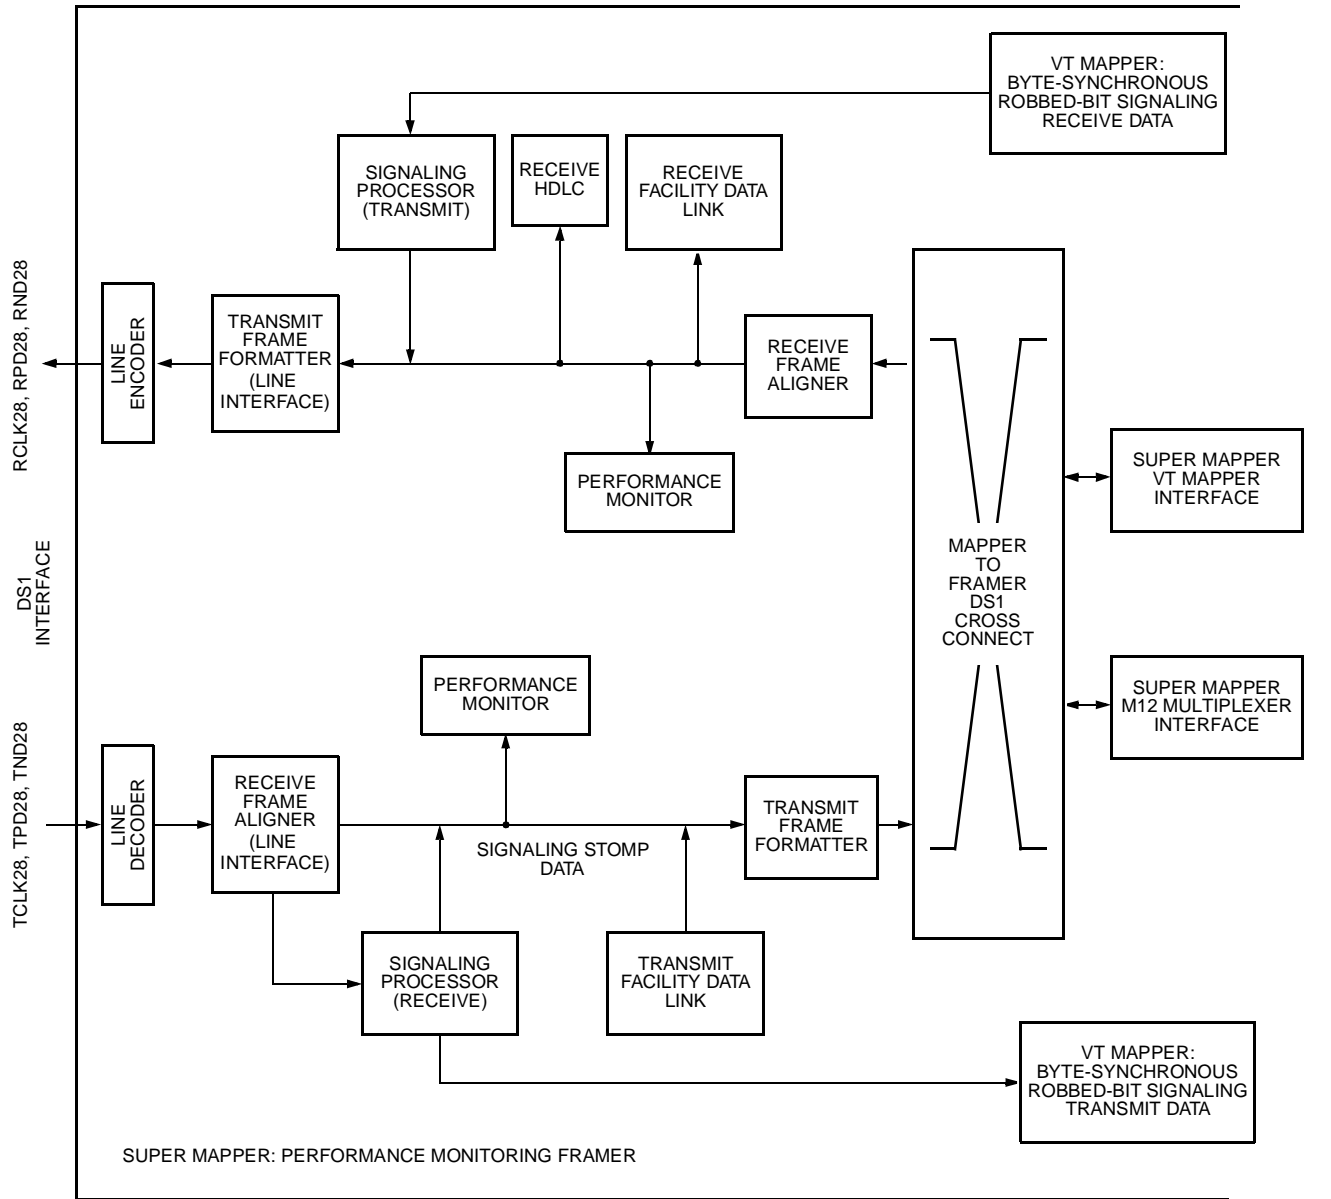 VT MAPPER:
BYTE-SYNCHRONOUS
ROBBED-BIT SIGNALING
RECEIVE DATA
SIGNALING
PROCESSOR
(TRANSMIT)
RECEIVE
HDLC
RECEIVE
FACILITY DATA
LINK
RCLK28, RPD28, RND28
LINE
ENCODER
TRANSMIT
FRAME
FORMATTER
(LINE
INTERFACE)
RECEIVE
FRAME
ALIGNER
PERFORMANCE
MONITOR
SUPER MAPPER
VT MAPPER
INTERFACE
DS1
INTERFACE
MAPPER
TO
FRAMER
DS1
CROSS
CONNECT
PERFORMANCE
MONITOR
SUPER MAPPER
M12 MULTIPLEXER
INTERFACE
TCLK28, TPD28, TND28
LINE
DECODER
RECEIVE
FRAME
ALIGNER
(LINE
INTERFACE)
SIGNALING STOMP
DATA
TRANSMIT
FRAME
FORMATTER
SIGNALING
PROCESSOR
(RECEIVE)
TRANSMIT
FACILITY DATA
LINK
VT MAPPER:
BYTE-SYNCHRONOUS
ROBBED-BIT SIGNALING
TRANSMIT DATA
SUPER MAPPER: PERFORMANCE MONITORING FRAMER